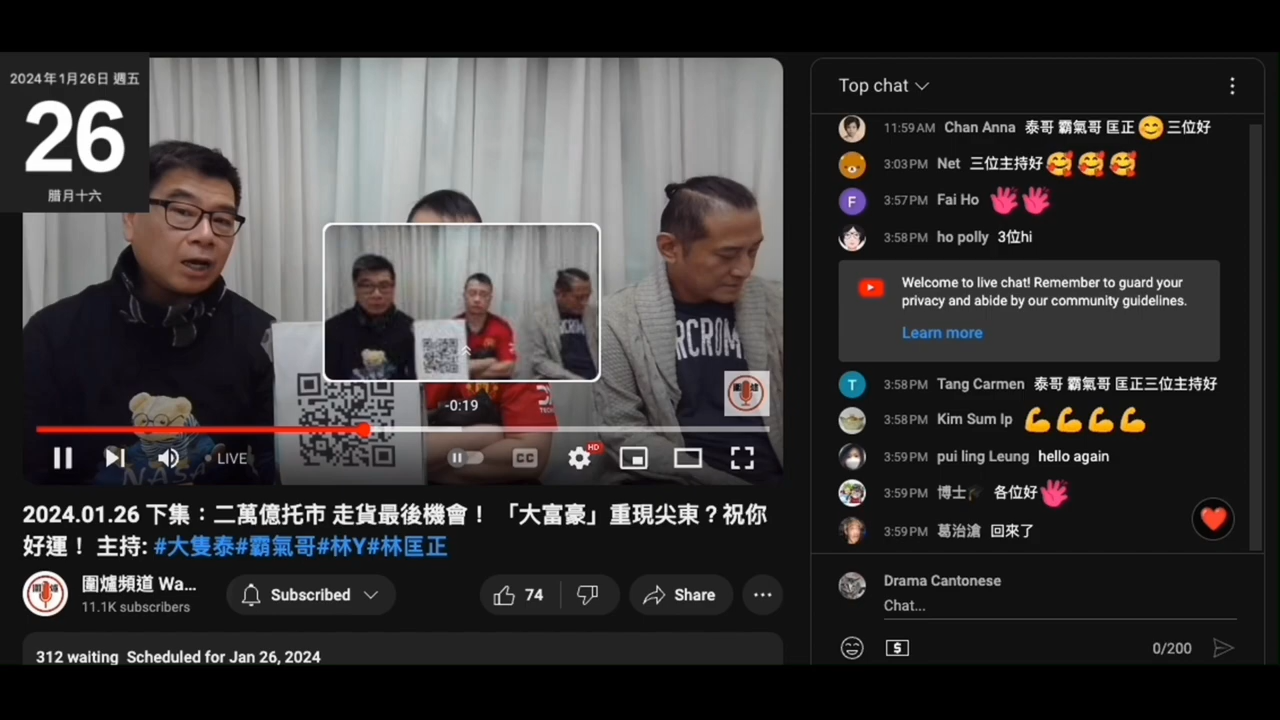 2024年1月26日 週五
26
腊月十六
NASA
RCROM
-0:19
LIVE
CC
HD
2024.01.26 下集：二萬億托市 走貨最後機會！ 「大富豪」重現尖東？祝你
好運！ 主持: #大隻泰#霸氣哥#林Y#林匡正
圍爐頻道 Wa...
11.1K subscribers
Subscribed
74
Share
312 waiting Scheduled for Jan 26, 2024
Top chat
11:59 AM Chan Anna 泰哥 霸氣哥 匡正😊三位好
3:03 PM Net 三位主持好🥰🥰🥰
F 3:57 PM Fai Ho 👋👋
3:58 PM ho polly 3位hi
Welcome to live chat! Remember to guard your
privacy and abide by our community guidelines.
Learn more
T 3:58 PM Tang Carmen 泰哥 霸氣哥 匡正三位主持好
3:58 PM Kim Sum Ip 💪💪💪💪
3:59 PM pui ling Leung hello again
3:59 PM 博士🎓 各位好👋
3:59 PM 葛治滄 回來了
Drama Cantonese
Chat...
0/200